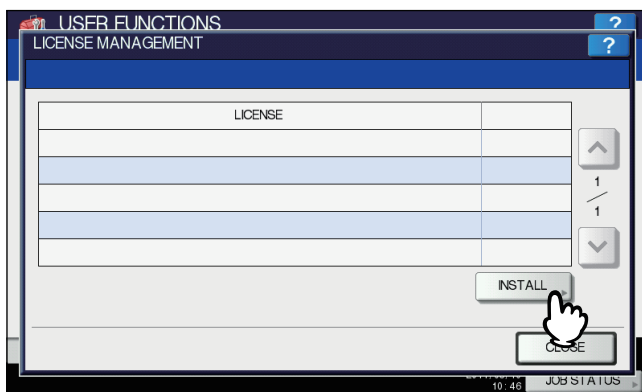 USER FUNCTIONS
?
LICENSE MANAGEMENT
?
LICENSE
1
1
INSTALL
CLOSE
10:46
JOB STATUS